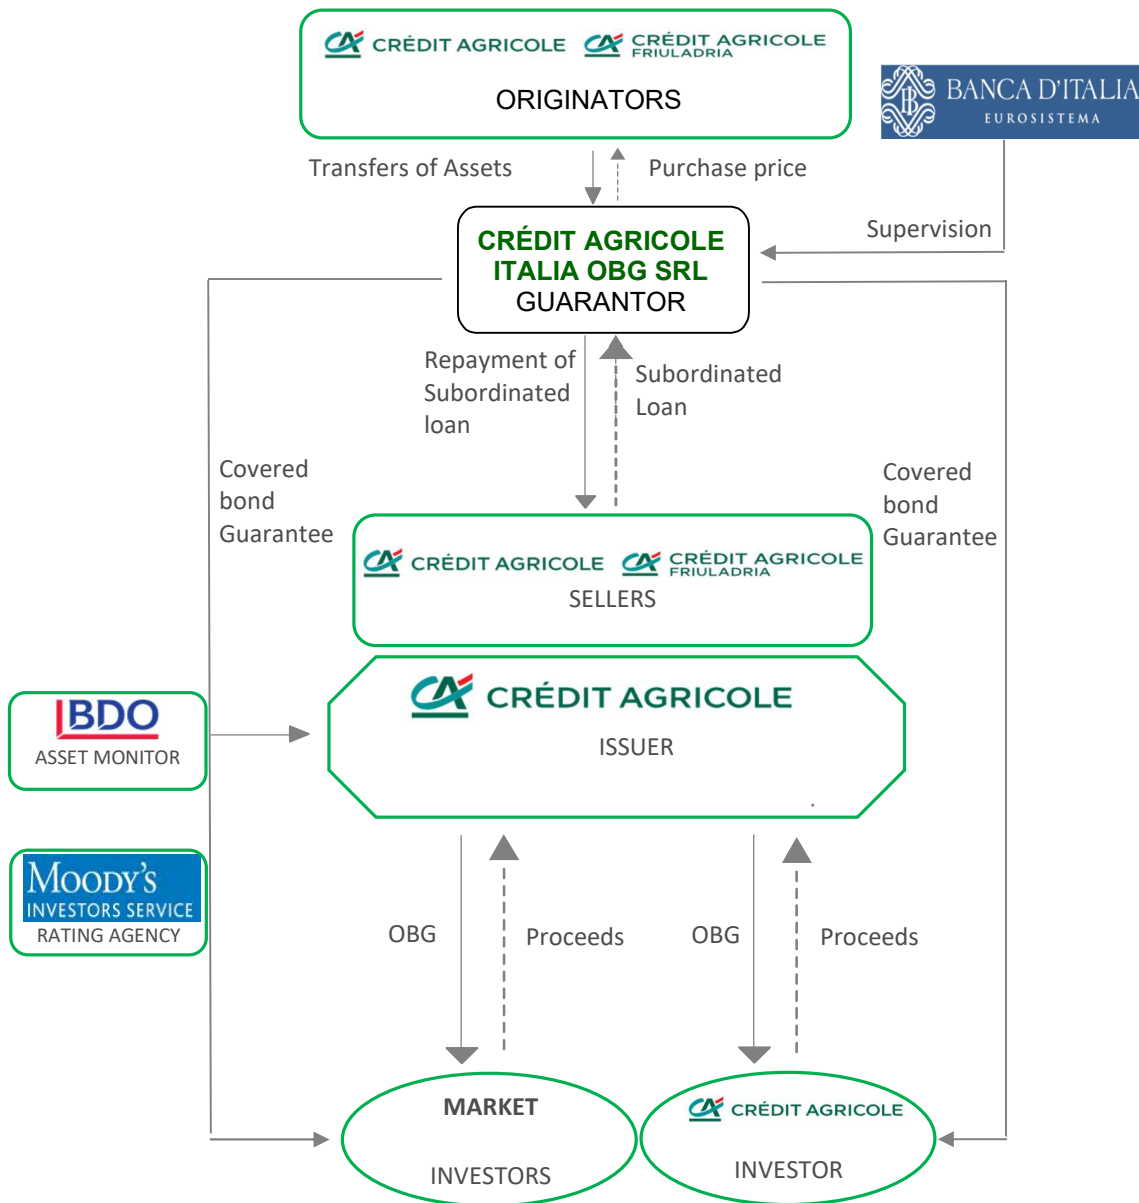 CRÉDIT AGRICOLE
CRÉDIT AGRICOLE
FRIULADRIA
ORIGINATORS
BANCA D'ITALIA
EUROSISTEMA
Transfers of Assets
Purchase price
Supervision
CRÉDIT AGRICOLE
ITALIA OBG SRL
GUARANTOR
Repayment of
Subordinated
loan
Subordinated
Loan
Covered
bond
Guarantee
Covered
bond
Guarantee
CRÉDIT AGRICOLE
CRÉDIT AGRICOLE
FRIULADRIA
SELLERS
CRÉDIT AGRICOLE
ISSUER
.
BDO
ASSET MONITOR
MOODY'S
INVESTORS SERVICE
RATING AGENCY
OBG
Proceeds
OBG
Proceeds
MARKET
INVESTORS
CRÉDIT AGRICOLE
INVESTOR